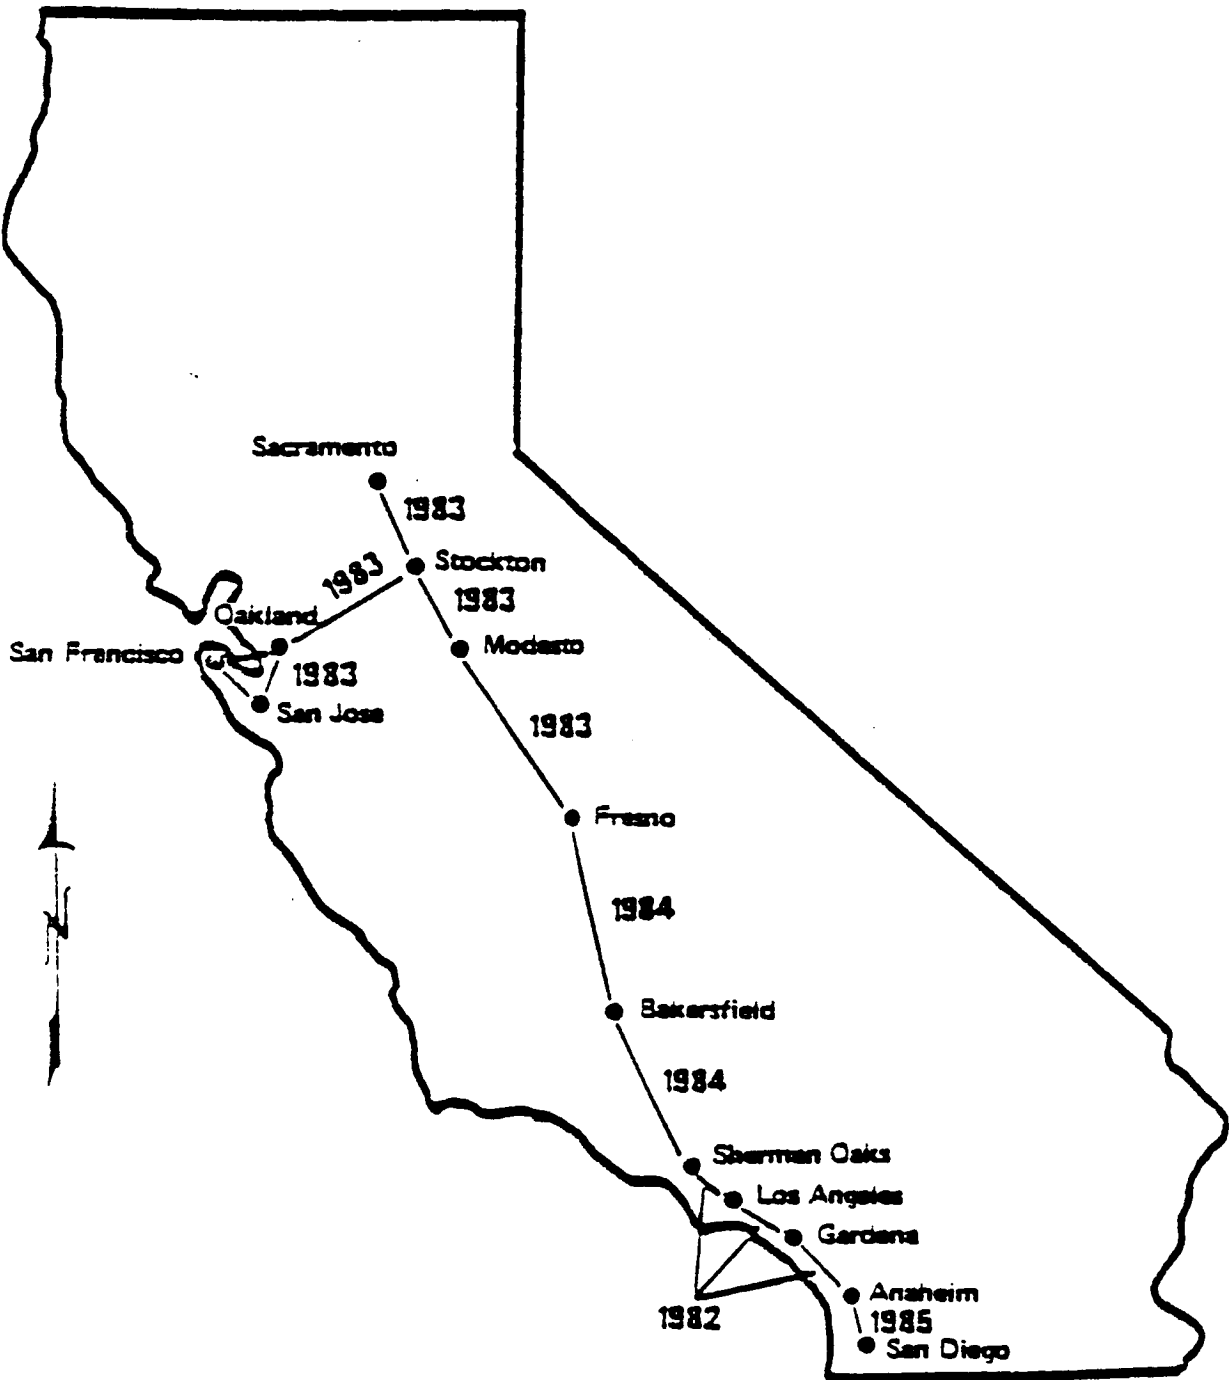 Sacramento
1983
Stockton
1983
1983
Oakland
Modesto
San Francisco
1983
San Jose
1983
Fresno
N
1984
Bakersfield
1984
Sherman Oaks
Los Angeles
Gardena
Anaheim
1982
1985
San Diego